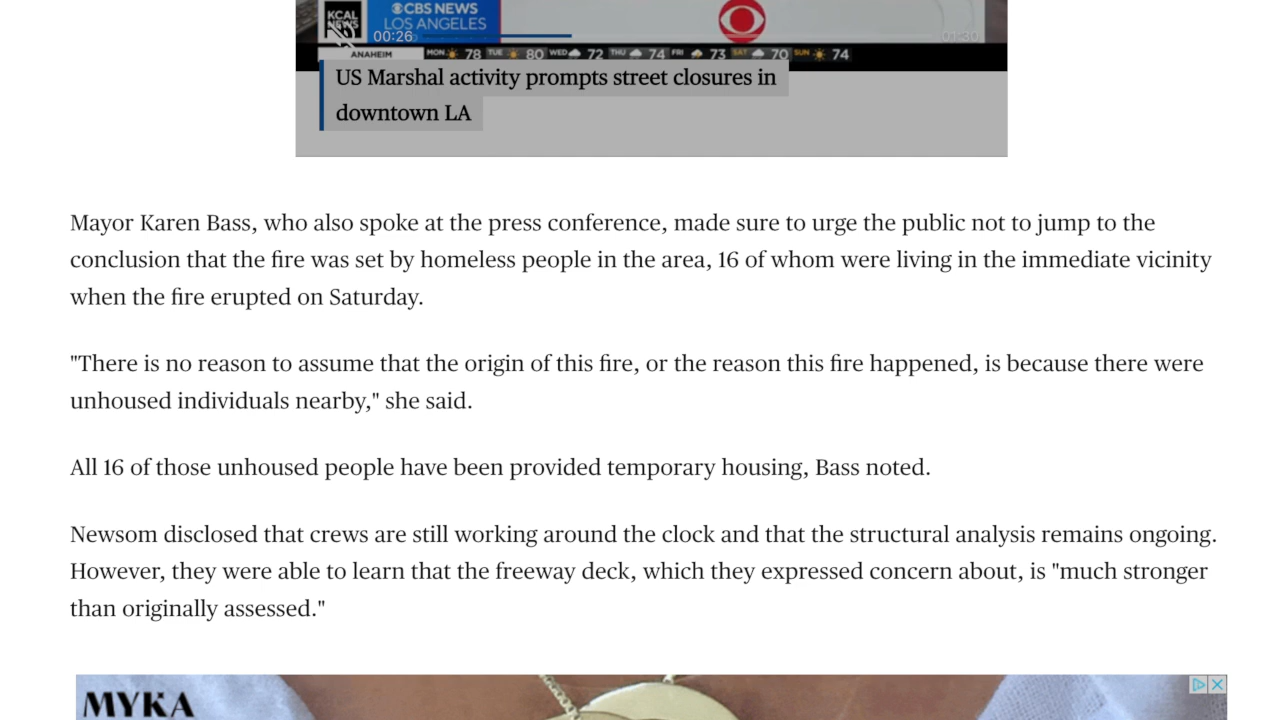 KCAL
NEWS
CBS NEWS
LOS ANGELES
00:26
01:30
ANAHEIM MON 78 TUE 80 WED 72 THU 74 FRI 73 SAT 70 SUN 74
US Marshal activity prompts street closures in
downtown LA
Mayor Karen Bass, who also spoke at the press conference, made sure to urge the public not to jump to the
conclusion that the fire was set by homeless people in the area, 16 of whom were living in the immediate vicinity
when the fire erupted on Saturday.
"There is no reason to assume that the origin of this fire, or the reason this fire happened, is because there were
unhoused individuals nearby," she said.
All 16 of those unhoused people have been provided temporary housing, Bass noted.
Newsom disclosed that crews are still working around the clock and that the structural analysis remains ongoing.
However, they were able to learn that the freeway deck, which they expressed concern about, is "much stronger
than originally assessed."
MYKA